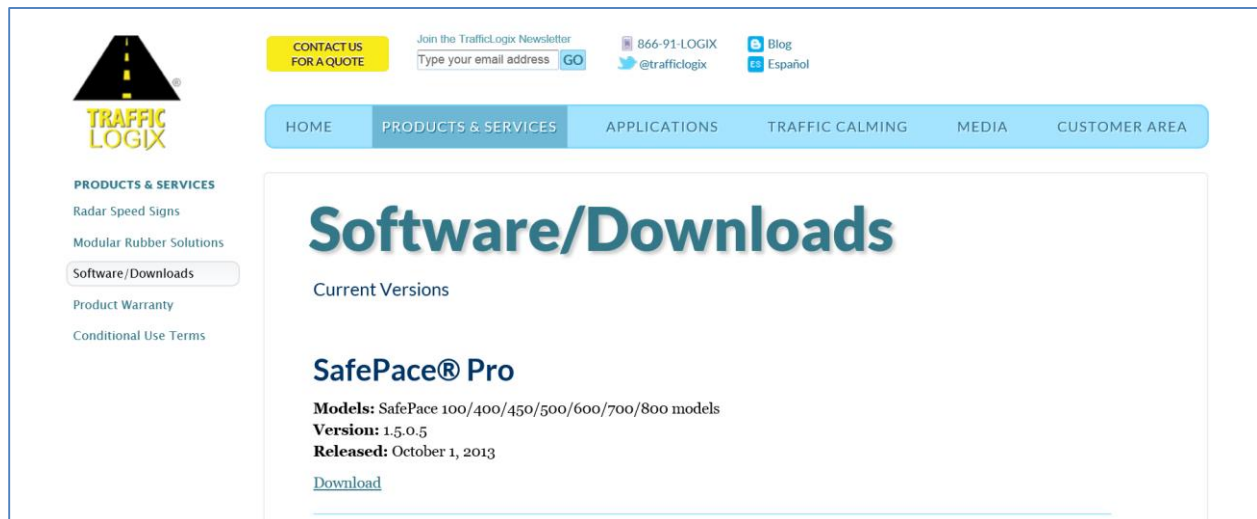 CONTACT US
FOR A QUOTE
Join the TrafficLogix Newsletter
Type your email address GO
866-91-LOGIX
@trafficlogix
Blog
ES Español
®
TRAFFIC
LOGIX
HOME PRODUCTS & SERVICES APPLICATIONS TRAFFIC CALMING MEDIA CUSTOMER AREA
PRODUCTS & SERVICES
Radar Speed Signs
Modular Rubber Solutions
Software/Downloads
Product Warranty
Conditional Use Terms
Software/Downloads
Current Versions
SafePace® Pro
Models: SafePace 100/400/450/500/600/700/800 models
Version: 1.5.0.5
Released: October 1, 2013
Download